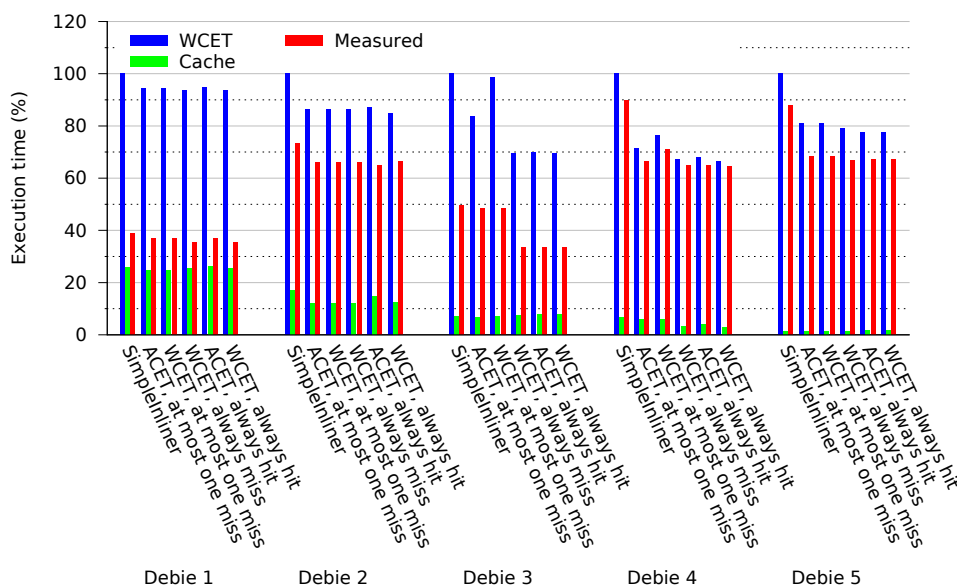 120
100
80
60
40
20
0
Execution time (%)
WCET
Measured
Cache
SimpleInliner
ACET, at most one miss
WCET, at most one miss
WCET, always miss
ACET, always hit
WCET, always hit
SimpleInliner
ACET, at most one miss
WCET, at most one miss
WCET, always miss
ACET, always hit
WCET, always hit
SimpleInliner
ACET, at most one miss
WCET, at most one miss
WCET, always miss
ACET, always hit
WCET, always hit
SimpleInliner
ACET, at most one miss
WCET, at most one miss
WCET, always miss
ACET, always hit
WCET, always hit
SimpleInliner
ACET, at most one miss
WCET, at most one miss
WCET, always miss
ACET, always hit
WCET, always hit
Debie 1
Debie 2
Debie 3
Debie 4
Debie 5